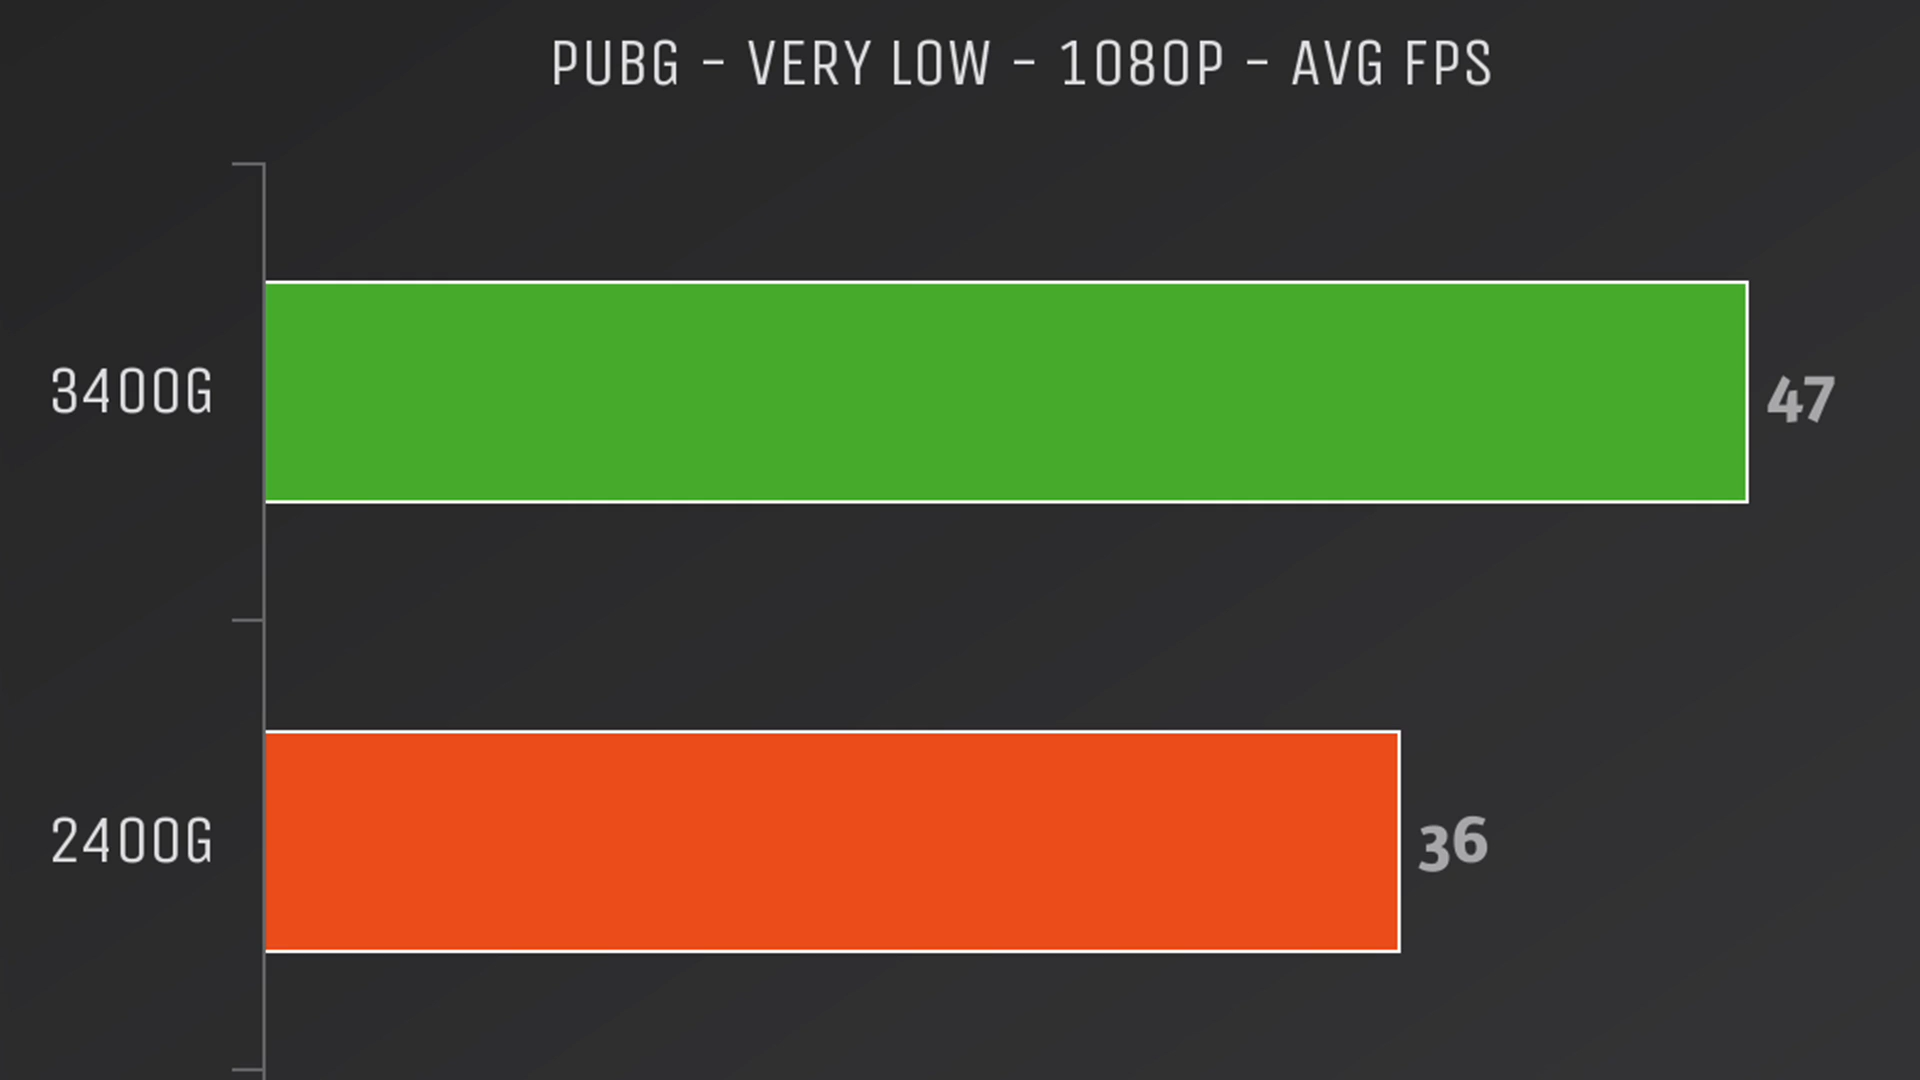 PUBG - VERY LOW - 1080P - AVG FPS
3400G
47
2400G
36